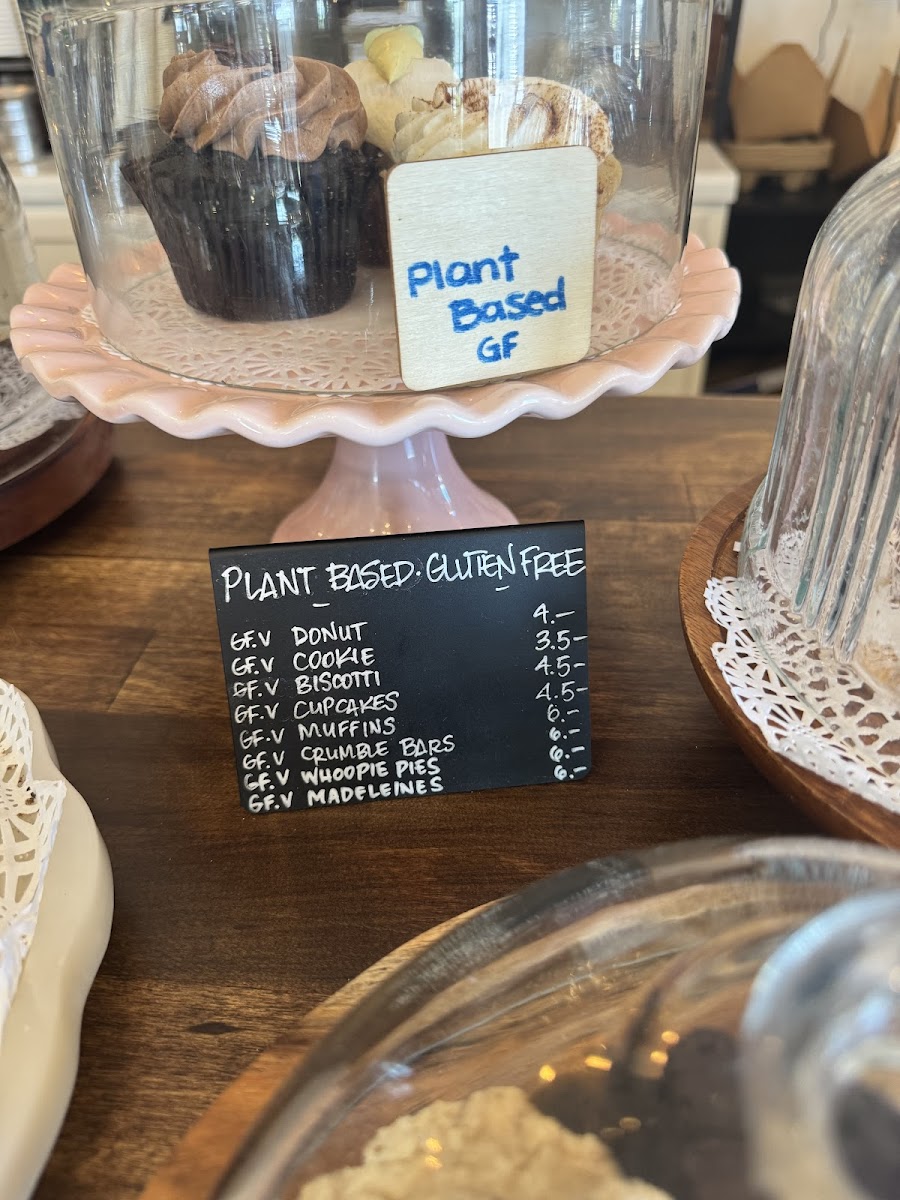 Plant
Based
GF
PLANT BASED · GLUTEN FREE
GF.V DONUT 4.-
GF.V COOKIE 3.5-
GF.V BISCOTTI 4.5-
GF.V CUPCAKES 4.5-
GF.V MUFFINS 6.-
GF.V CRUMBLE BARS 6.-
GF.V WHOOPIE PIES 6.-
GF.V MADELEINES 6.-